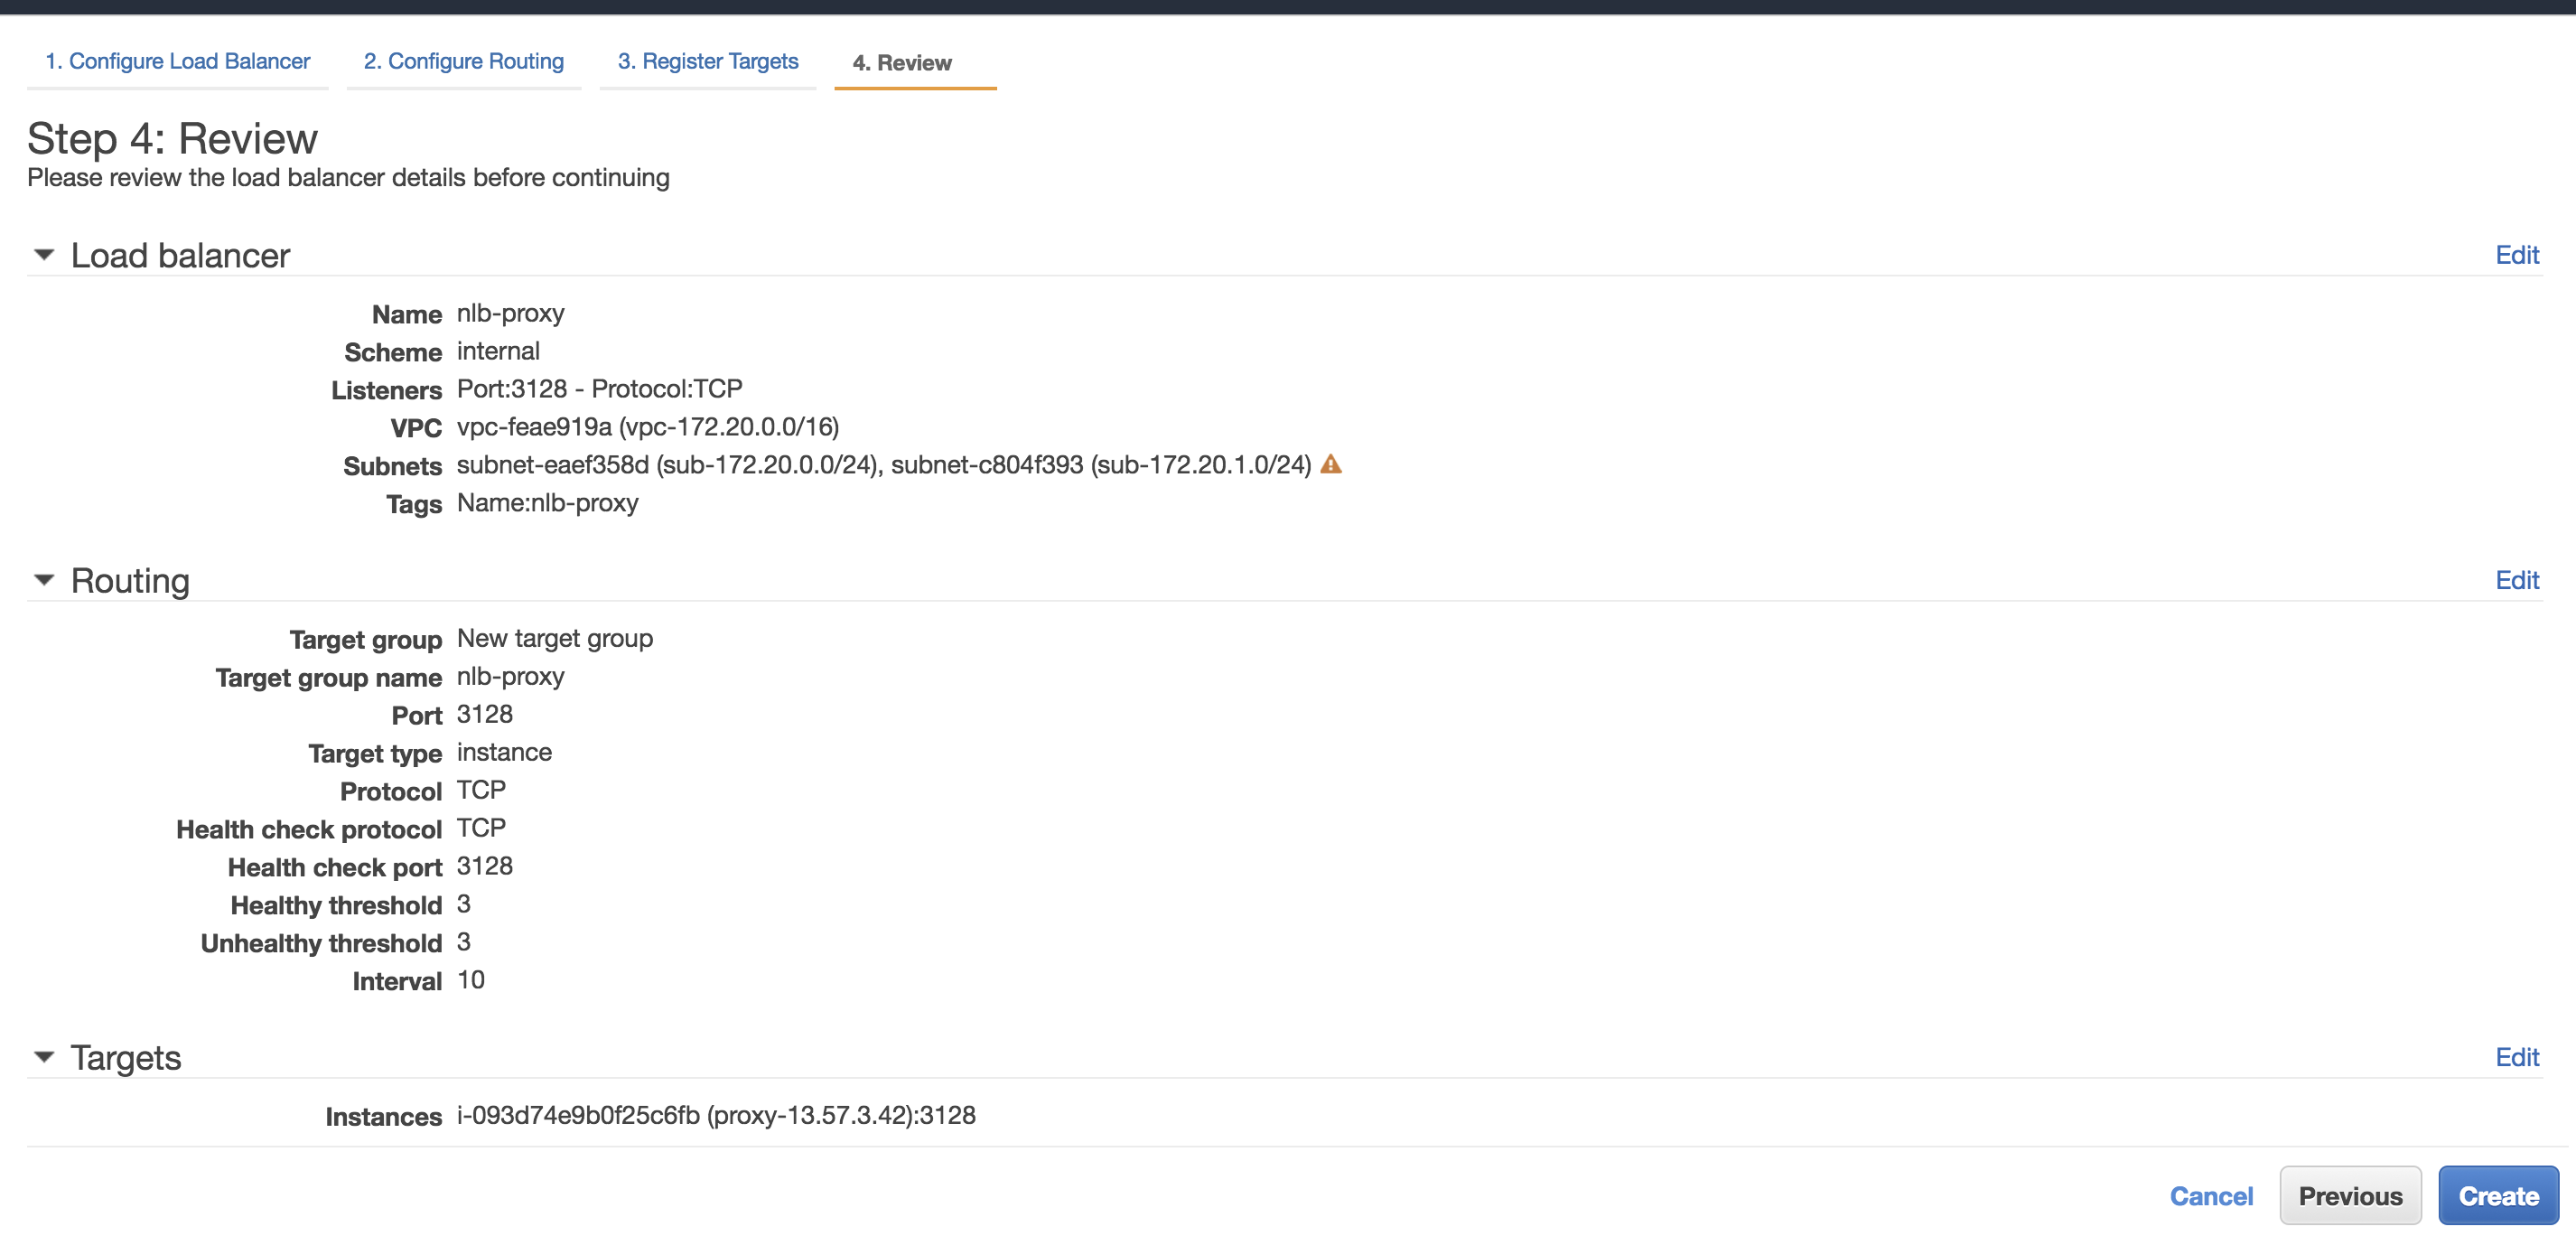 1. Configure Load Balancer 2. Configure Routing 3. Register Targets 4. Review
Step 4: Review
Please review the load balancer details before continuing
Load balancer Edit
Name nlb-proxy
Scheme internal
Listeners Port:3128 - Protocol:TCP
VPC vpc-feae919a (vpc-172.20.0.0/16)
Subnets subnet-eaef358d (sub-172.20.0.0/24), subnet-c804f393 (sub-172.20.1.0/24)
Tags Name:nlb-proxy
Routing Edit
Target group New target group
Target group name nlb-proxy
Port 3128
Target type instance
Protocol TCP
Health check protocol TCP
Health check port 3128
Healthy threshold 3
Unhealthy threshold 3
Interval 10
Targets Edit
Instances i-093d74e9b0f25c6fb (proxy-13.57.3.42):3128
Cancel Previous Create